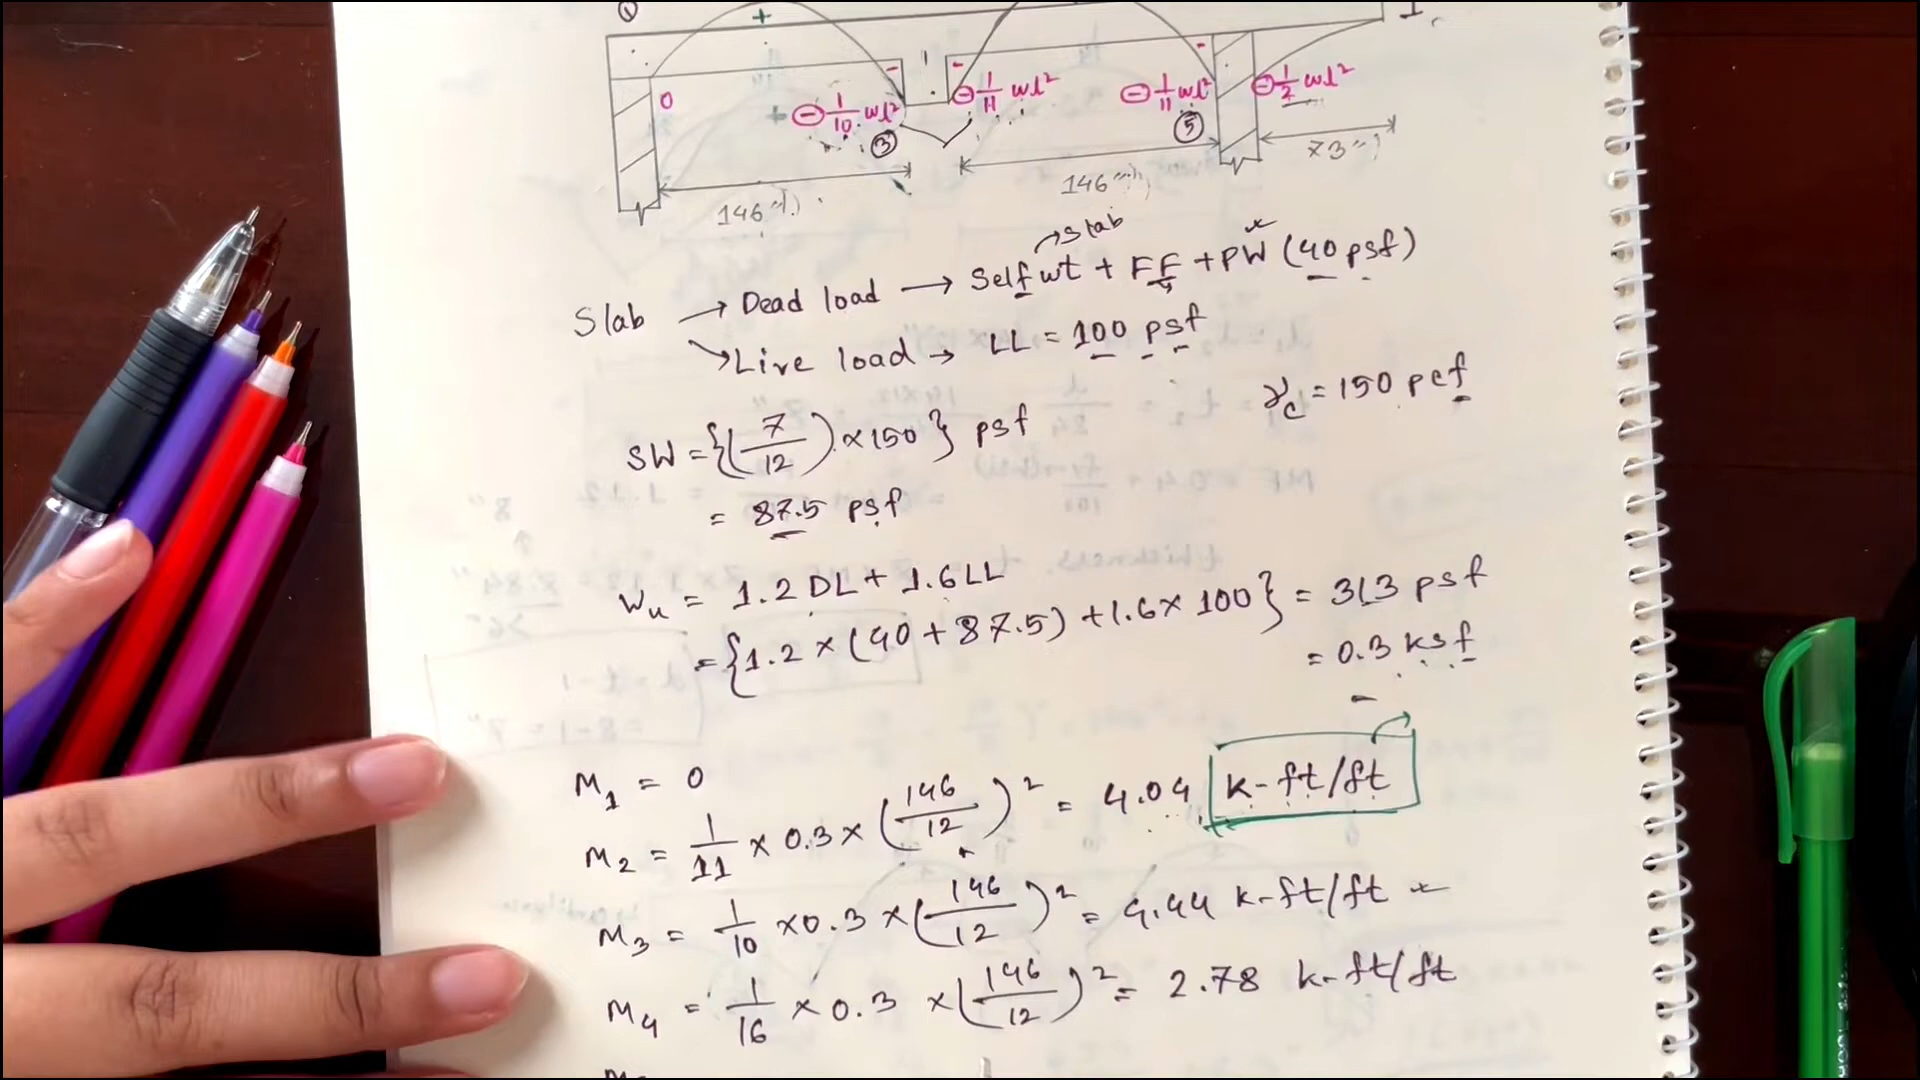 ① +
0 ⊖ 1/10 wl² ③ ⊖ 1/11 wl² ⊖ 1/11 wl² ⑤ ⊖ 1/2 wl²
146" 146" 73"
Slab
Slab → Dead load → Self wt + FF + PW (40 psf)
→ Live load → LL = 100 psf
γc = 150 pcf
SW = {(7/12) × 150} psf
= 87.5 psf
Wu = 1.2 DL + 1.6 LL
= {1.2 × (40 + 87.5) + 1.6 × 100} = 313 psf
= 0.3 ksf
M1 = 0
M2 = 1/11 × 0.3 × (146/12)² = 4.04 k-ft/ft
M3 = 1/10 × 0.3 × (146/12)² = 4.44 k-ft/ft
M4 = 1/16 × 0.3 × (146/12)² = 2.78 k-ft/ft